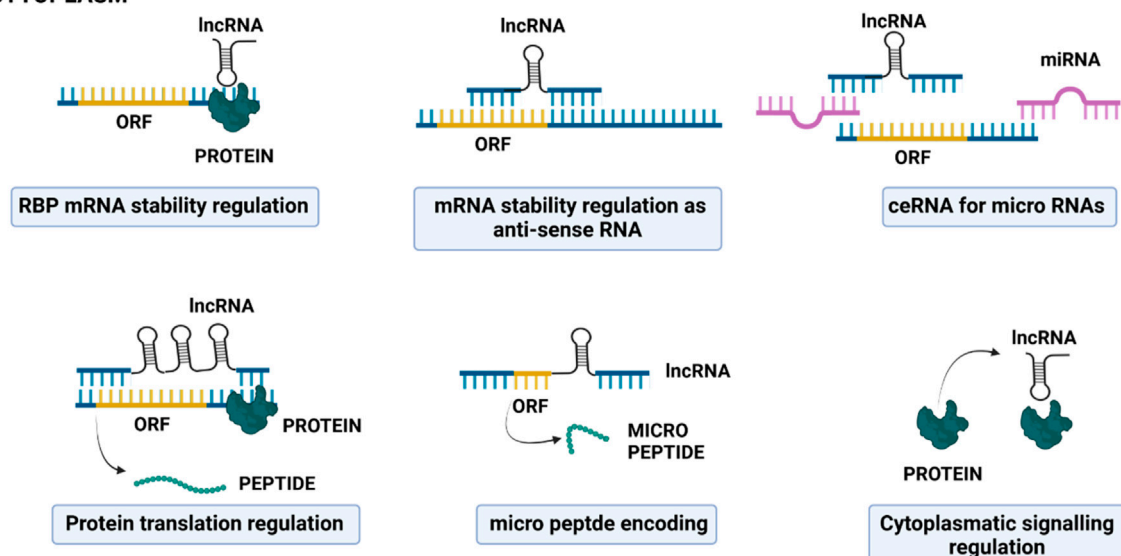 lncRNA
ORF
PROTEIN
RBP mRNA stability regulation
lncRNA
ORF
mRNA stability regulation as
anti-sense RNA
lncRNA
miRNA
ORF
ceRNA for micro RNAs
lncRNA
ORF
PROTEIN
PEPTIDE
Protein translation regulation
lncRNA
ORF
MICRO
PEPTIDE
micro peptde encoding
lncRNA
PROTEIN
Cytoplasmatic signalling
regulation